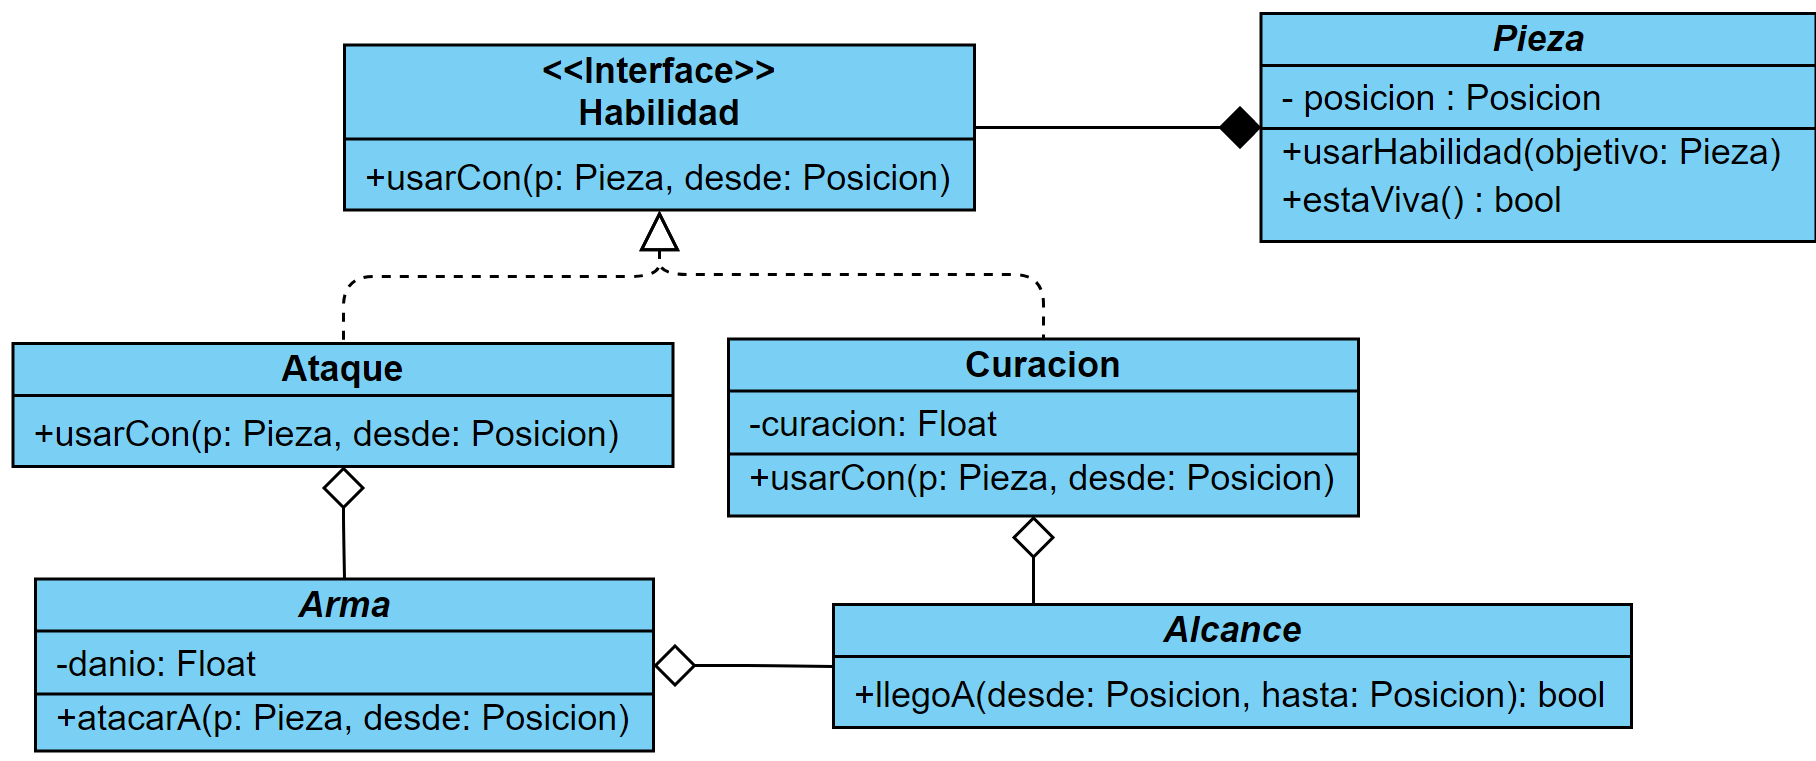 <<Interface>>
Habilidad
+usarCon(p: Pieza, desde: Posicion)
Pieza
- posicion : Posicion
+usarHabilidad(objetivo: Pieza)
+estaViva() : bool
Ataque
+usarCon(p: Pieza, desde: Posicion)
Curacion
-curacion: Float
+usarCon(p: Pieza, desde: Posicion)
Arma
-danio: Float
+atacarA(p: Pieza, desde: Posicion)
Alcance
+llegoA(desde: Posicion, hasta: Posicion): bool